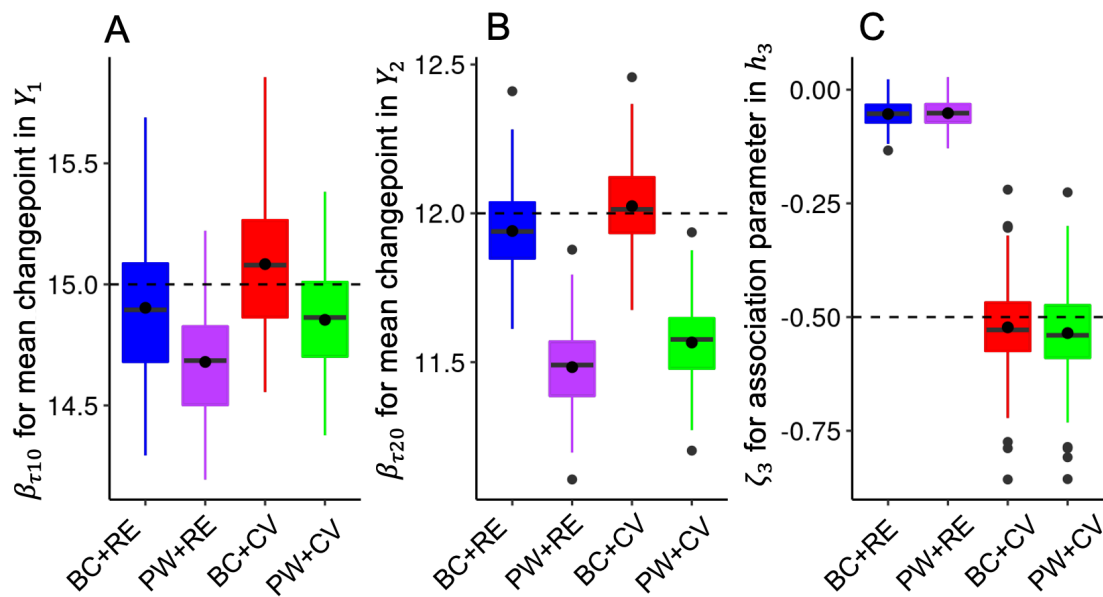 A
β_τ10 for mean changepoint in Y_1
15.5
15.0
14.5
BC+RE
PW+RE
BC+CV
PW+CV
B
β_τ20 for mean changepoint in Y_2
12.5
12.0
11.5
BC+RE
PW+RE
BC+CV
PW+CV
C
ζ_3 for association parameter in h_3
0.00
-0.25
-0.50
-0.75
BC+RE
PW+RE
BC+CV
PW+CV